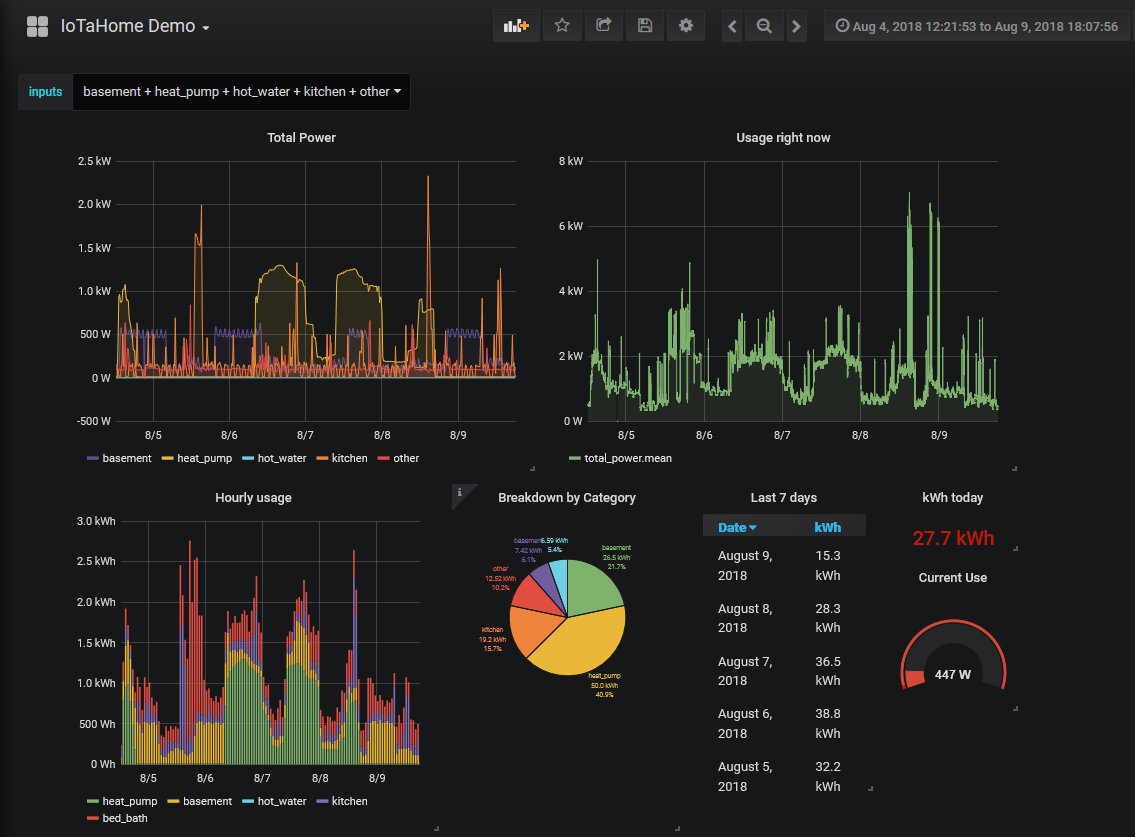 IoTaHome Demo
Aug 4, 2018 12:21:53 to Aug 9, 2018 18:07:56
inputs
basement + heat_pump + hot_water + kitchen + other
Total Power
2.5 kW
2.0 kW
1.5 kW
1.0 kW
500 W
0 W
-500 W
8/5 8/6 8/7 8/8 8/9
basement heat_pump hot_water kitchen other
Usage right now
8 kW
6 kW
4 kW
2 kW
0 W
8/5 8/6 8/7 8/8 8/9
total_power.mean
Hourly usage
3.0 kWh
2.5 kWh
2.0 kWh
1.5 kWh
1.0 kWh
500 Wh
0 Wh
8/5 8/6 8/7 8/8 8/9
heat_pump basement hot_water kitchen
bed_bath
i
Breakdown by Category
basement
7.42 kWh
6.1%
6.59 kWh
5.4%
basement
26.5 kWh
21.7%
other
12.52 kWh
10.2%
kitchen
19.2 kWh
15.7%
heat_pump
50.0 kWh
40.9%
Last 7 days
Date kWh
August 9, 15.3
2018 kWh
August 8, 28.3
2018 kWh
August 7, 36.5
2018 kWh
August 6, 38.8
2018 kWh
August 5, 32.2
2018 kWh
kWh today
27.7 kWh
Current Use
447 W